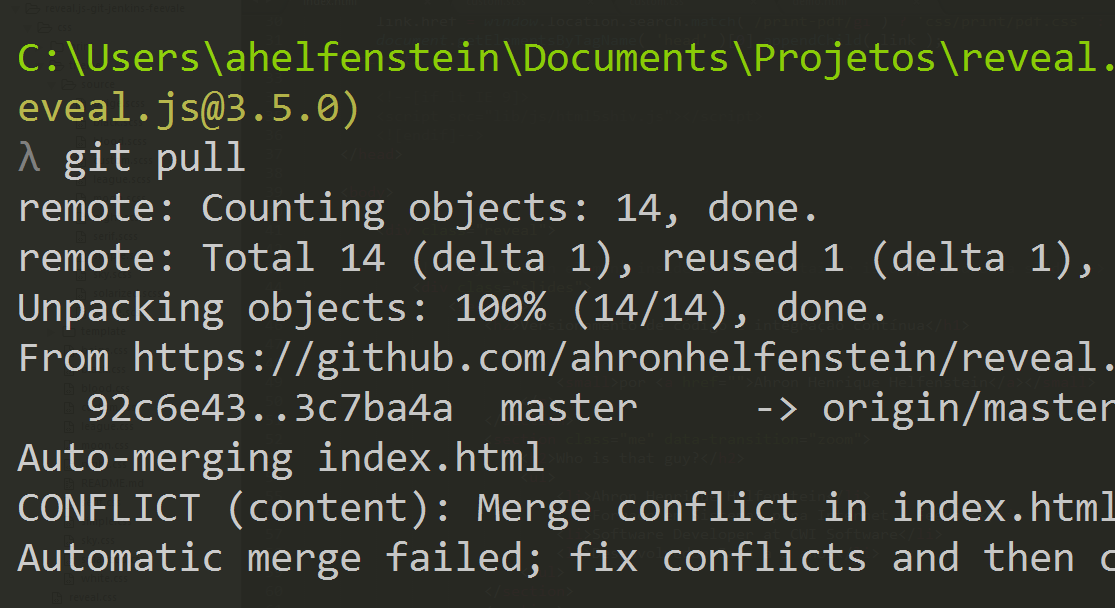 C:\Users\ahelfenstein\Documents\Projetos\reveal.
eveal.js@3.5.0)
λ git pull
remote: Counting objects: 14, done.
remote: Total 14 (delta 1), reused 1 (delta 1),
Unpacking objects: 100% (14/14), done.
From https://github.com/ahronhelfenstein/reveal.
92c6e43..3c7ba4a master -> origin/master
Auto-merging index.html
CONFLICT (content): Merge conflict in index.html
Automatic merge failed; fix conflicts and then c